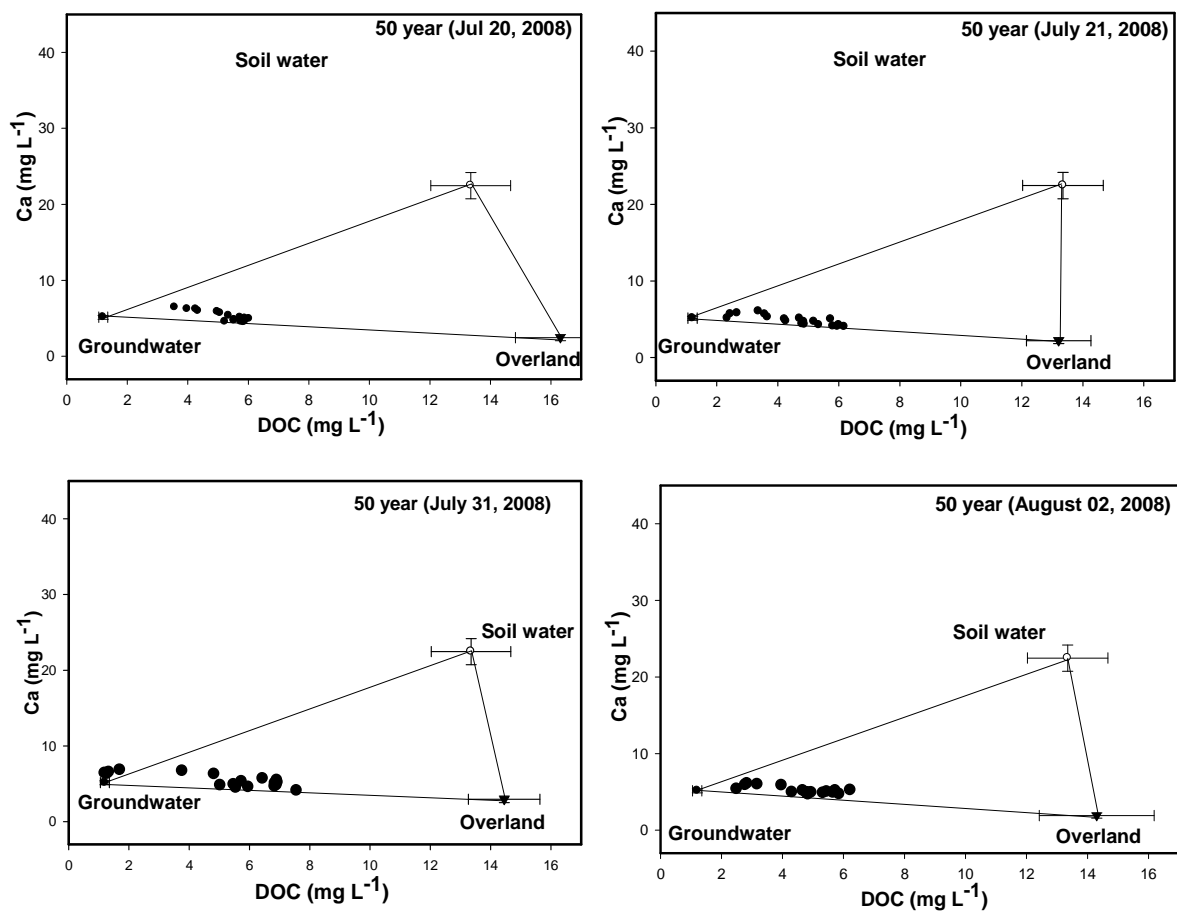 50 year (Jul 20, 2008)
Soil water
Ca (mg L-1)
40
30
20
10
0
Groundwater
Overland
0 2 4 6 8 10 12 14 16
DOC (mg L-1)
50 year (July 21, 2008)
Soil water
Ca (mg L-1)
40
30
20
10
0
Groundwater
Overland
0 2 4 6 8 10 12 14 16
DOC (mg L-1)
50 year (July 31, 2008)
Soil water
Ca (mg L-1)
40
30
20
10
0
Groundwater
Overland
0 2 4 6 8 10 12 14 16
DOC (mg L-1)
50 year (August 02, 2008)
Soil water
Ca (mg L-1)
40
30
20
10
0
Groundwater
Overland
0 2 4 6 8 10 12 14 16
DOC (mg L-1)